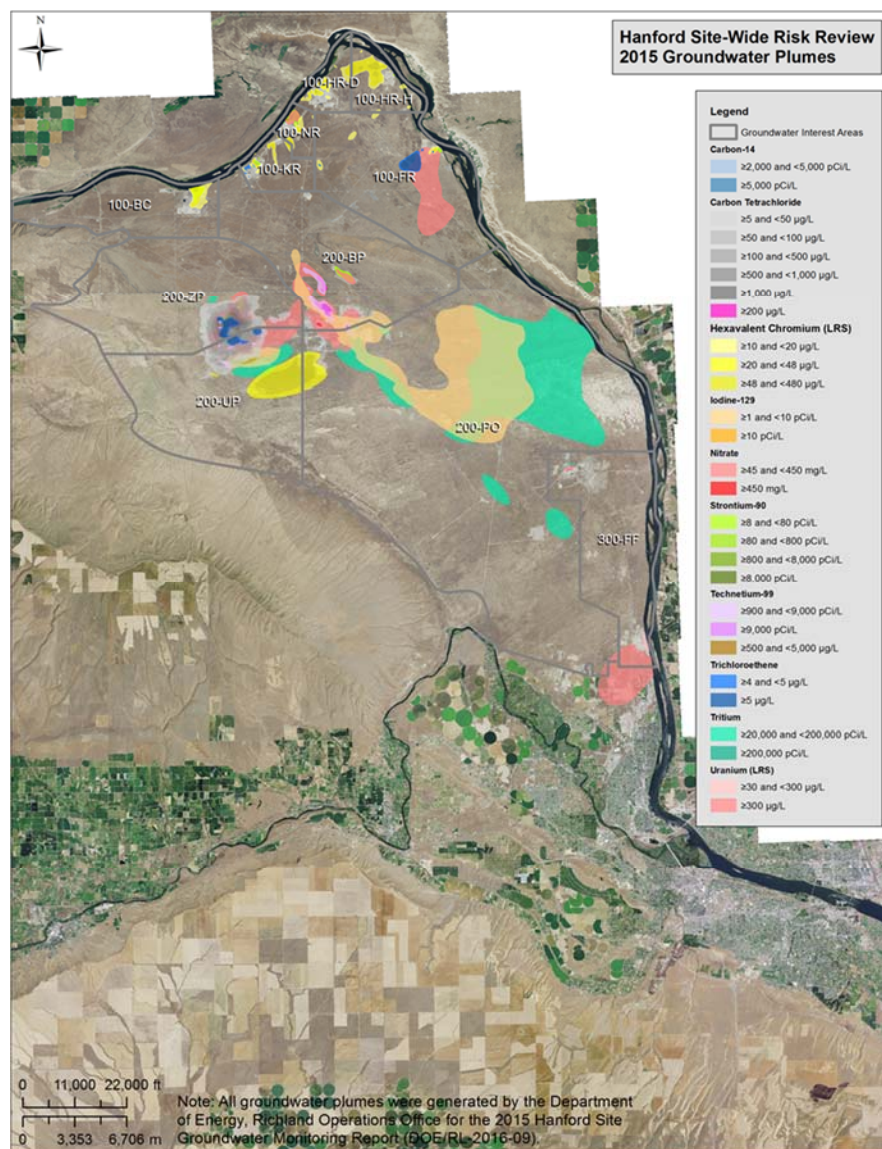 N
Hanford Site-Wide Risk Review
2015 Groundwater Plumes
Legend
Groundwater Interest Areas
Carbon-14
≥2,000 and <5,000 pCi/L
≥5,000 pCi/L
Carbon Tetrachloride
≥5 and <50 µg/L
≥50 and <100 µg/L
≥100 and <500 µg/L
≥500 and <1,000 µg/L
≥1,000 µg/L
≥200 µg/L
Hexavalent Chromium (LRS)
≥10 and <20 µg/L
≥20 and <48 µg/L
≥48 and <480 µg/L
Iodine-129
≥1 and <10 pCi/L
≥10 pCi/L
Nitrate
≥45 and <450 mg/L
≥450 mg/L
Strontium-90
≥8 and <80 pCi/L
≥80 and <800 pCi/L
≥800 and <8,000 pCi/L
≥8,000 pCi/L
Technetium-99
≥900 and <9,000 pCi/L
≥9,000 pCi/L
≥500 and <5,000 µg/L
Trichloroethene
≥4 and <5 µg/L
≥5 µg/L
Tritium
≥20,000 and <200,000 pCi/L
≥200,000 pCi/L
Uranium (LRS)
≥30 and <300 µg/L
≥300 µg/L
100-HR-D
100-HR-H
100-NR
100-KR
100-FR
100-BC
200-BP
200-ZP
200-UP
200-PO
300-FF
0 11,000 22,000 ft
0 3,353 6,706 m
Note: All groundwater plumes were generated by the Department
of Energy, Richland Operations Office for the 2015 Hanford Site
Groundwater Monitoring Report (DOE/RL-2016-09).